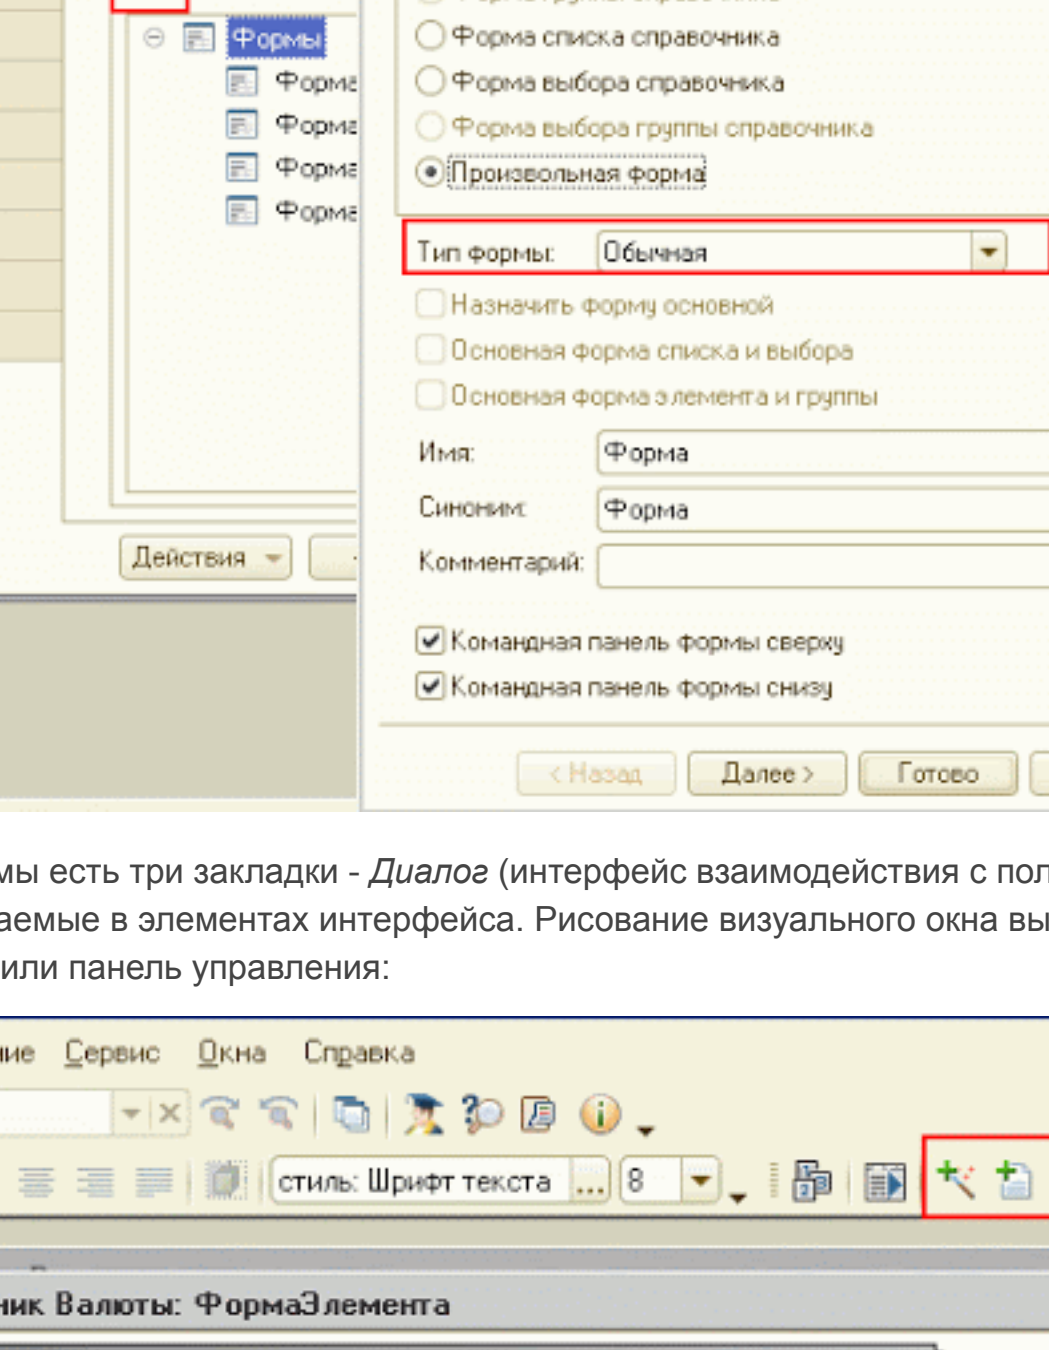 Формы
Форма
Форма
Форма
Форма
Действия
Форма списка справочника
Форма выбора справочника
Форма выбора группы справочника
Произвольная форма
Тип формы: Обычная
Назначить форму основной
Основная форма списка и выбора
Основная форма элемента и группы
Имя: Форма
Синоним: Форма
Комментарий:
Командная панель формы сверху
Командная панель формы снизу
< Назад Далее > Готово
мы есть три закладки - Диалог (интерфейс взаимодействия с пол
аемые в элементах интерфейса. Рисование визуального окна вы
или панель управления:
ние Сервис Окна Справка
стиль: Шрифт текста ... 8
ник Валюты: ФормаЭлемента